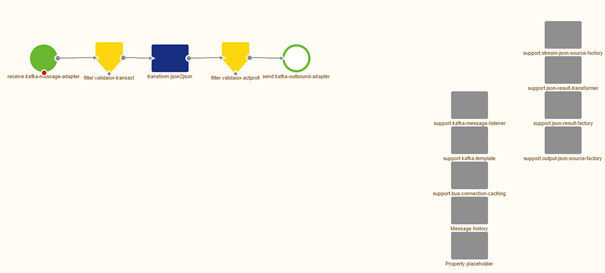 receive.kafka-message-adapter
filter.validator-transact
transform.json2json
filter.validator-actprofi
send.kafka-outbound-adapter
support.stream-json-source-factory
support.json-result-transformer
support.kafka-message-listener
support.json-result-factory
support.kafka-template
support.output-json-source-factory
support.bus-connection-caching
Message history
Property placeholder